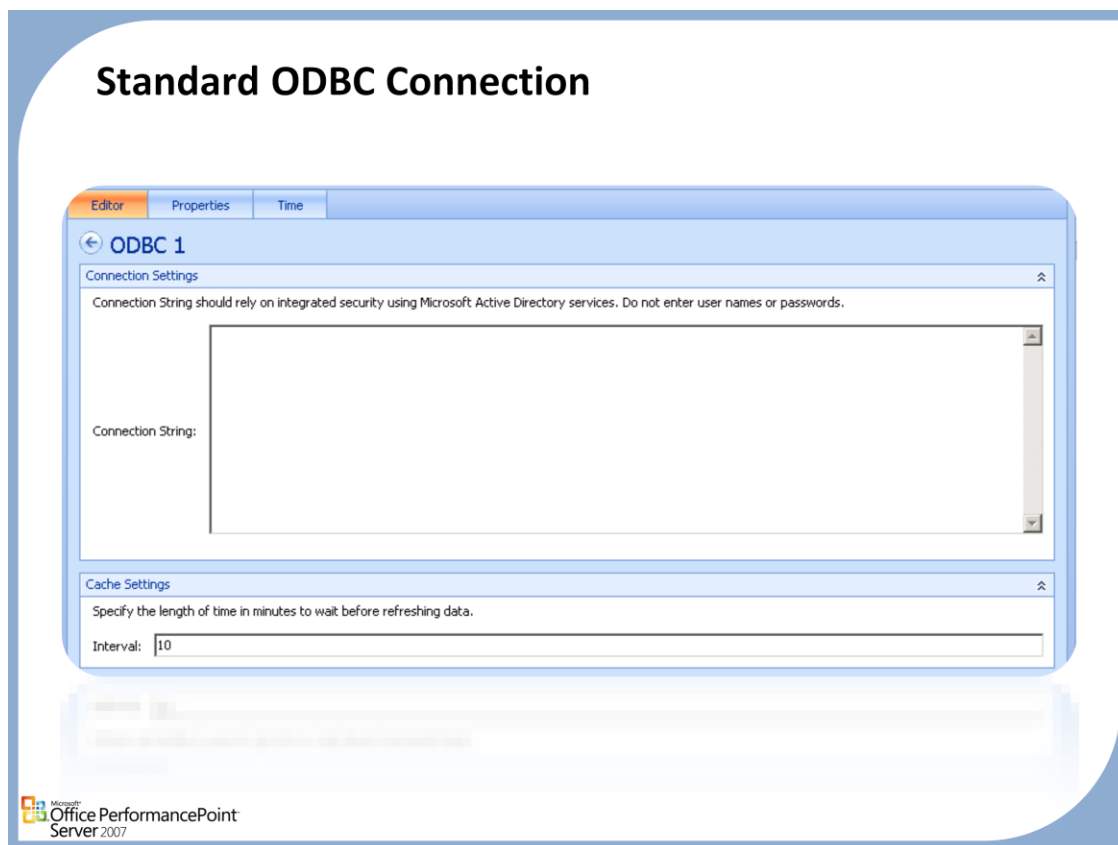 Standard ODBC Connection
Editor Properties Time
ODBC 1
Connection Settings
Connection String should rely on integrated security using Microsoft Active Directory services. Do not enter user names or passwords.
Connection String:
Cache Settings
Specify the length of time in minutes to wait before refreshing data.
Interval: 10
Microsoft
Office PerformancePoint
Server 2007